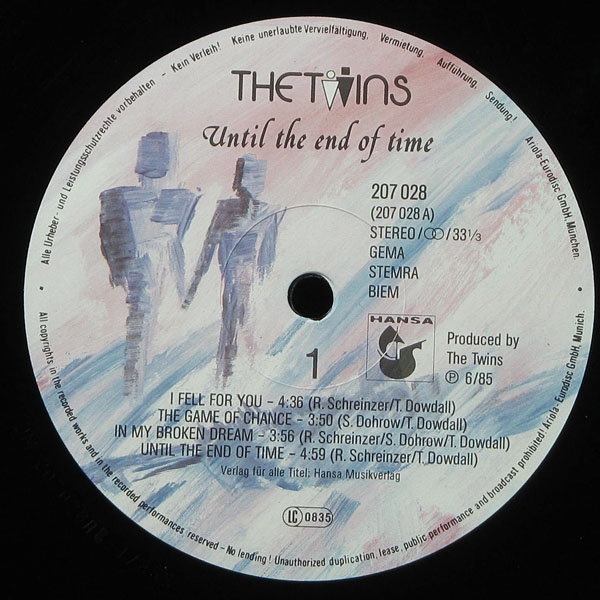 Alle Urheber- und Leistungsschutzrechte vorbehalten - Kein Verleih! Keine unerlaubte Vervielfältigung, Vermietung, Aufführung, Sendung! Ariola-Eurodisc GmbH, München.
THE TWINS
Until the end of time
207 028
(207 028 A)
STEREO/ /33 1/3
GEMA
STEMRA
BIEM
HANSA
1
Produced by
The Twins
℗ 6/85
I FELL FOR YOU – 4:36 (R. Schreinzer/T. Dowdall)
THE GAME OF CHANCE – 3:50 (S. Dohrow/T. Dowdall)
IN MY BROKEN DREAM – 3:56 (R. Schreinzer/S. Dohrow/T. Dowdall)
UNTIL THE END OF TIME – 4:59 (R. Schreinzer/T. Dowdall)
Verlag für alle Titel: Hansa Musikverlag
LC 0835
All copyrights in the recorded works and in the recorded performances reserved – No lending! Unauthorized duplication, lease, public performance and broadcast prohibited! Ariola-Eurodisc GmbH, Munich.